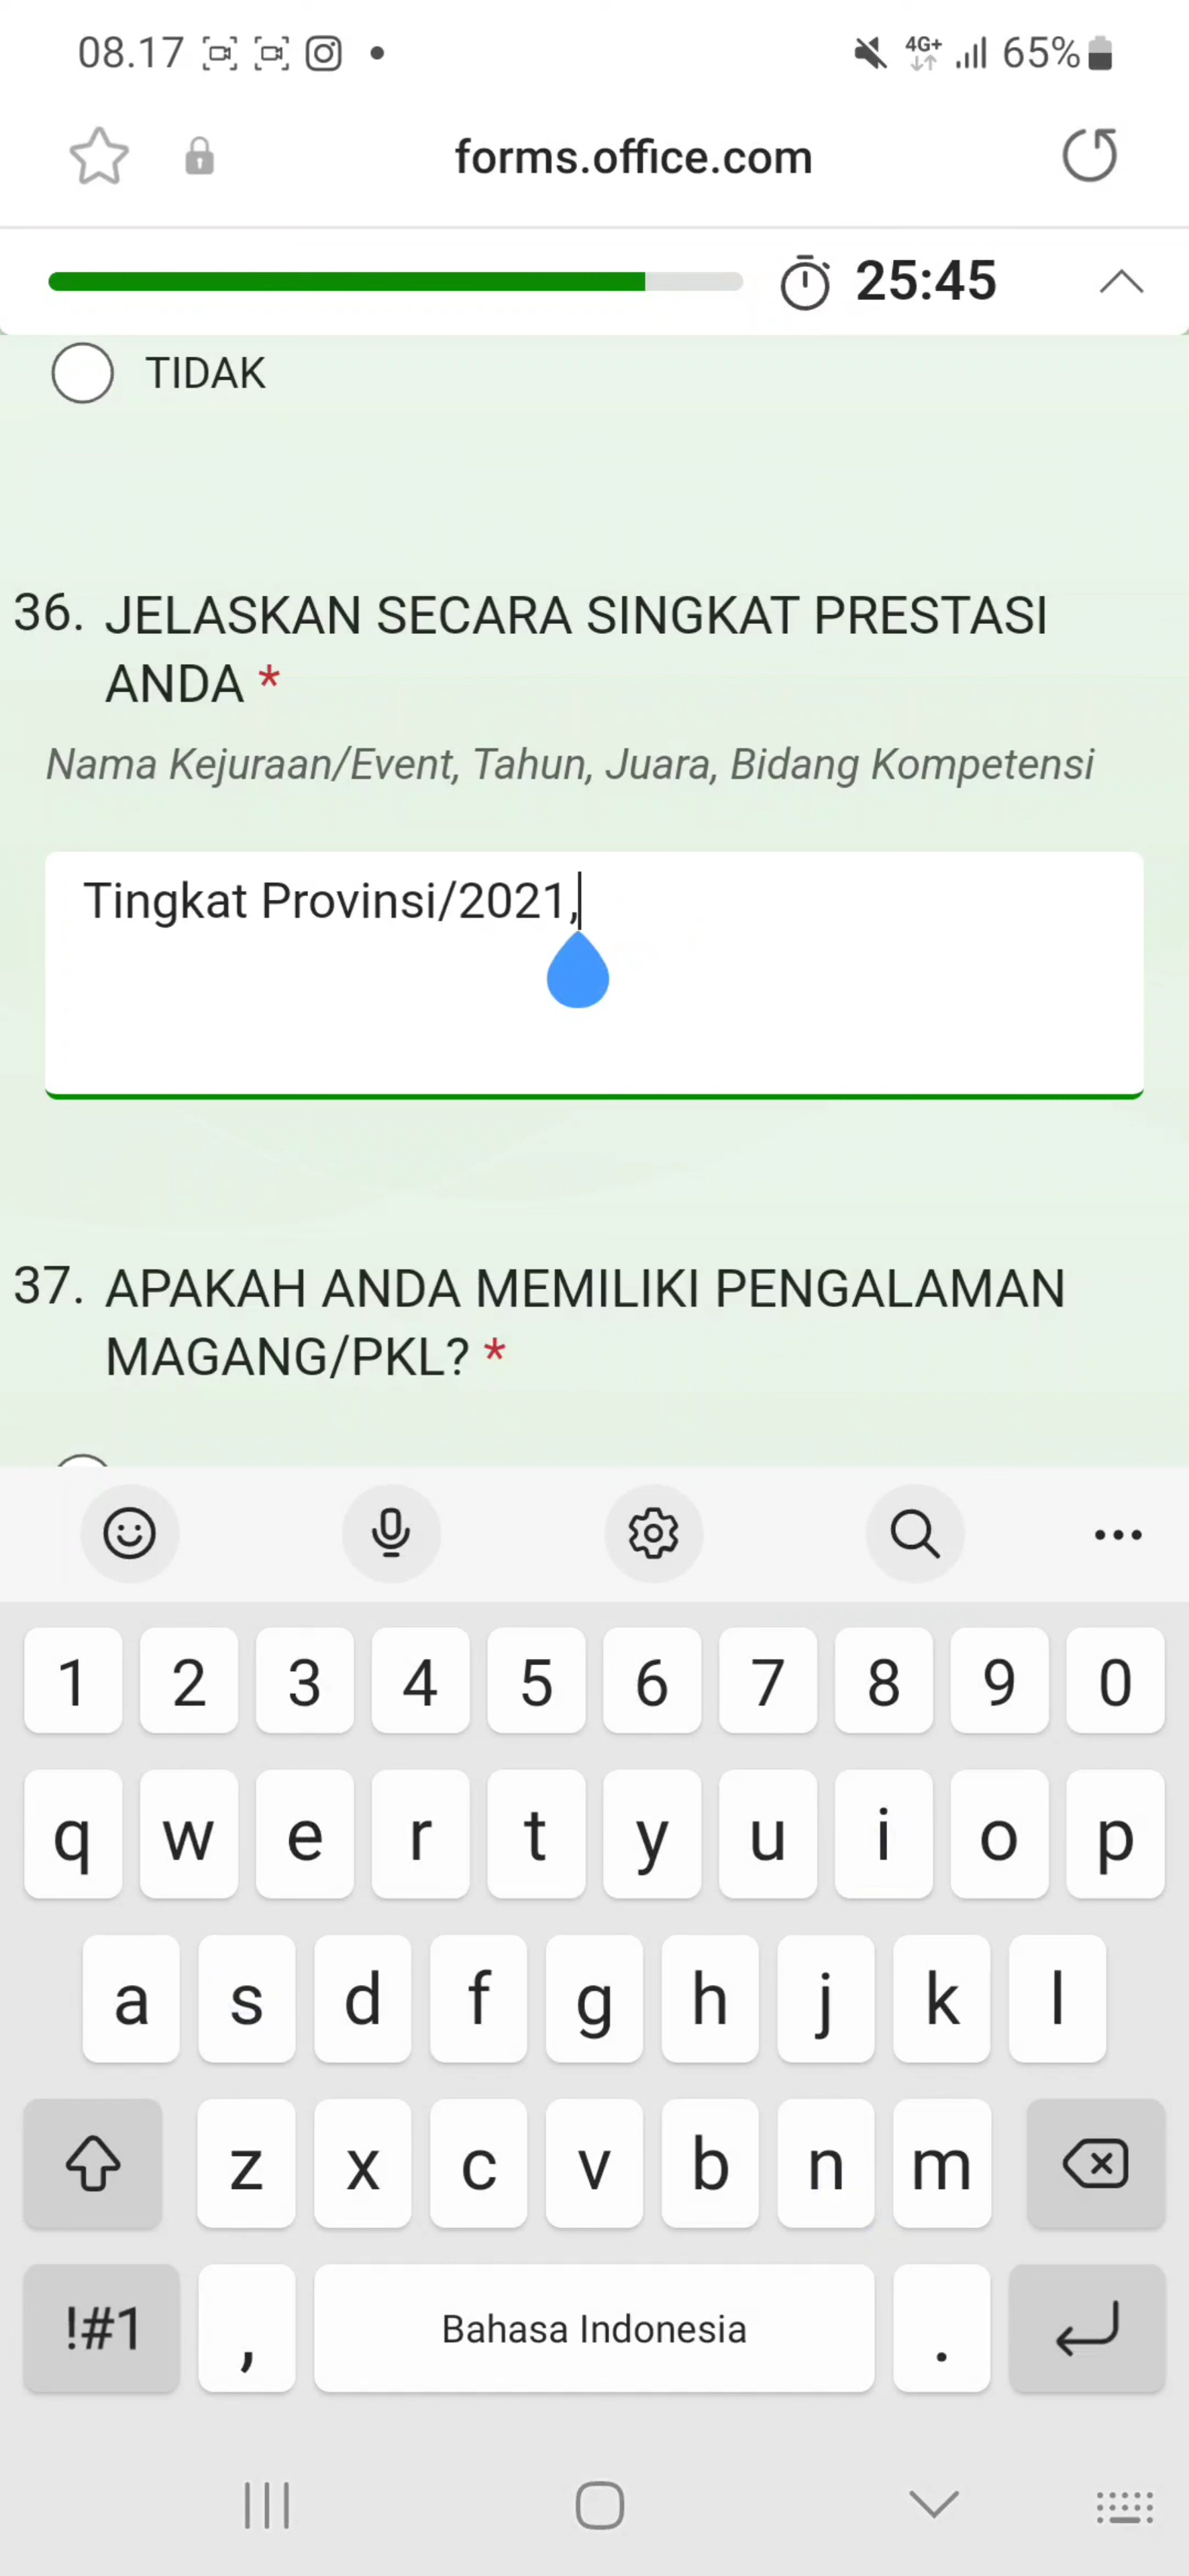 08.17
4G+ 65%
forms.office.com
25:45
TIDAK
36. JELASKAN SECARA SINGKAT PRESTASI
ANDA *
Nama Kejuraan/Event, Tahun, Juara, Bidang Kompetensi
Tingkat Provinsi/2021,
37. APAKAH ANDA MEMILIKI PENGALAMAN
MAGANG/PKL? *
1 2 3 4 5 6 7 8 9 0
q w e r t y u i o p
a s d f g h j k l
z x c v b n m
!#1 , Bahasa Indonesia .